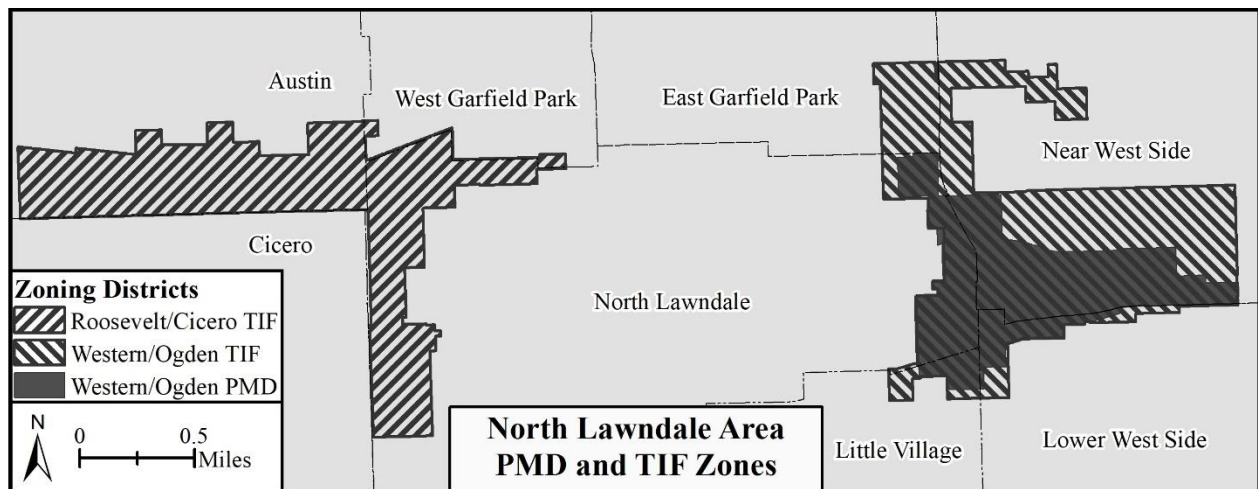 Austin
West Garfield Park
East Garfield Park
Near West Side
Cicero
North Lawndale
Zoning Districts
Roosevelt/Cicero TIF
Western/Ogden TIF
Western/Ogden PMD
N
0 0.5
Miles
North Lawndale Area
PMD and TIF Zones
Little Village
Lower West Side